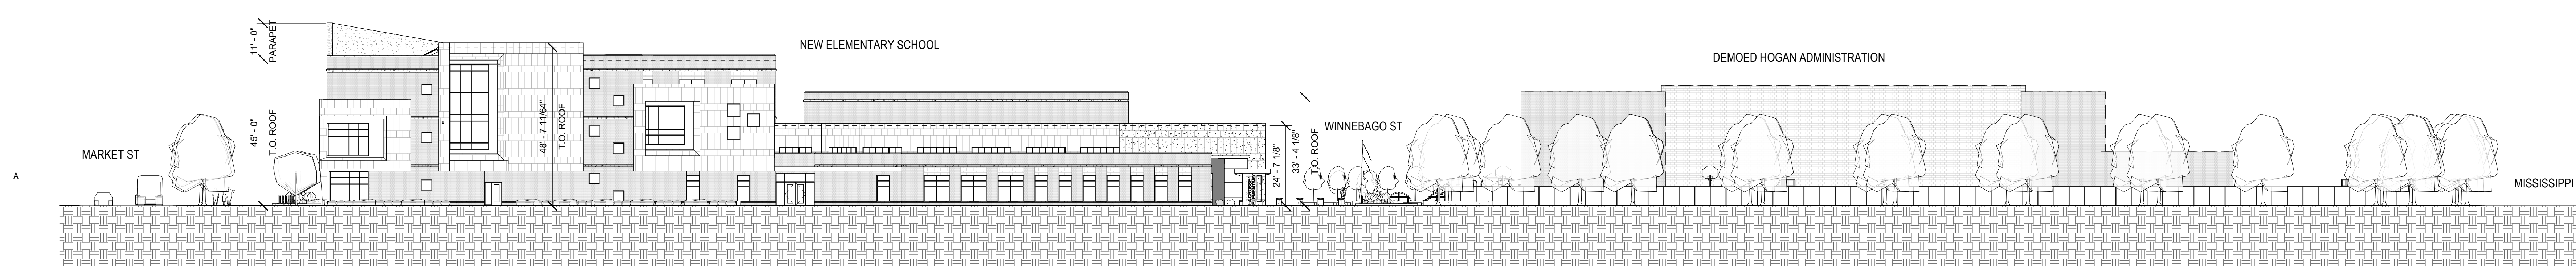 11' - 0"
PARAPET
NEW ELEMENTARY SCHOOL
DEMOED HOGAN ADMINISTRATION
45' - 0"
T.O. ROOF
48' - 7 11/64"
T.O. ROOF
24' - 7 1/8"
33' - 4 1/8"
T.O. ROOF
WINNEBAGO ST
MARKET ST
A
MISSISSIPPI